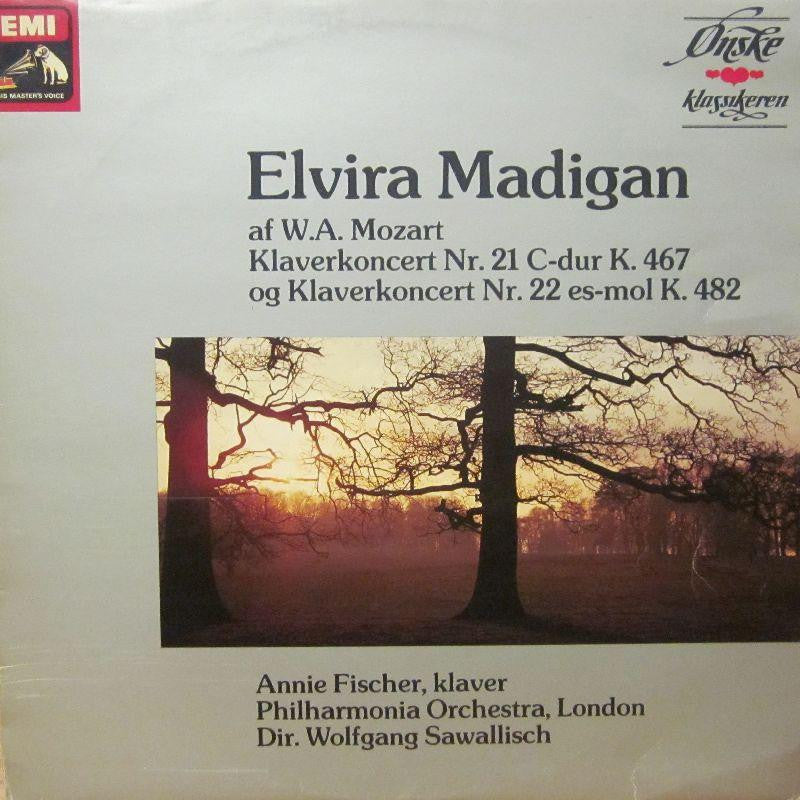 EMI
HIS MASTER'S VOICE
Ønske
klassikeren
Elvira Madigan
af W.A. Mozart
Klaverkoncert Nr. 21 C-dur K. 467
og Klaverkoncert Nr. 22 es-mol K. 482
Annie Fischer, klaver
Philharmonia Orchestra, London
Dir. Wolfgang Sawallisch